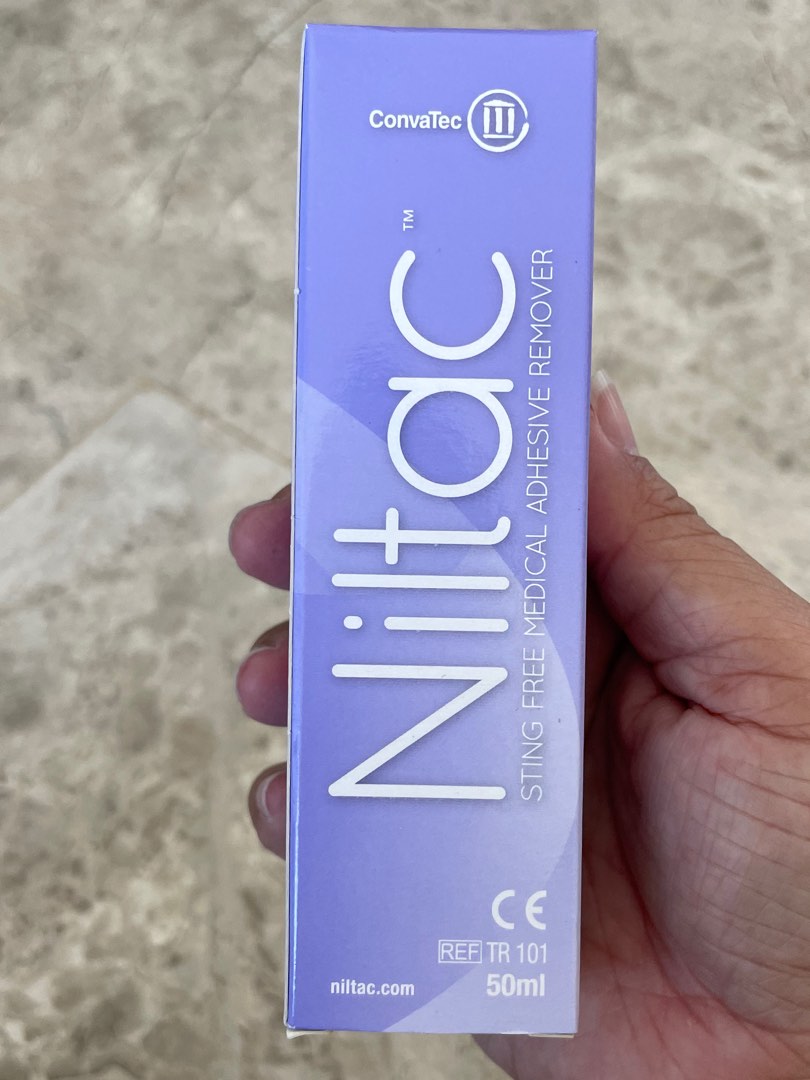 ConvaTec
Niltac™
STING FREE MEDICAL ADHESIVE REMOVER
CE
REF TR 101
niltac.com 50ml